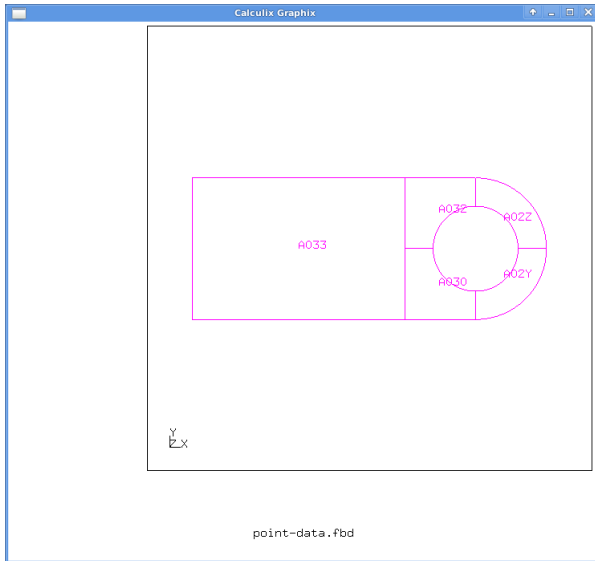 Calculix Graphix
A032
A02Z
A033
A02Y
A030
Y
Z X
point-data.fbd